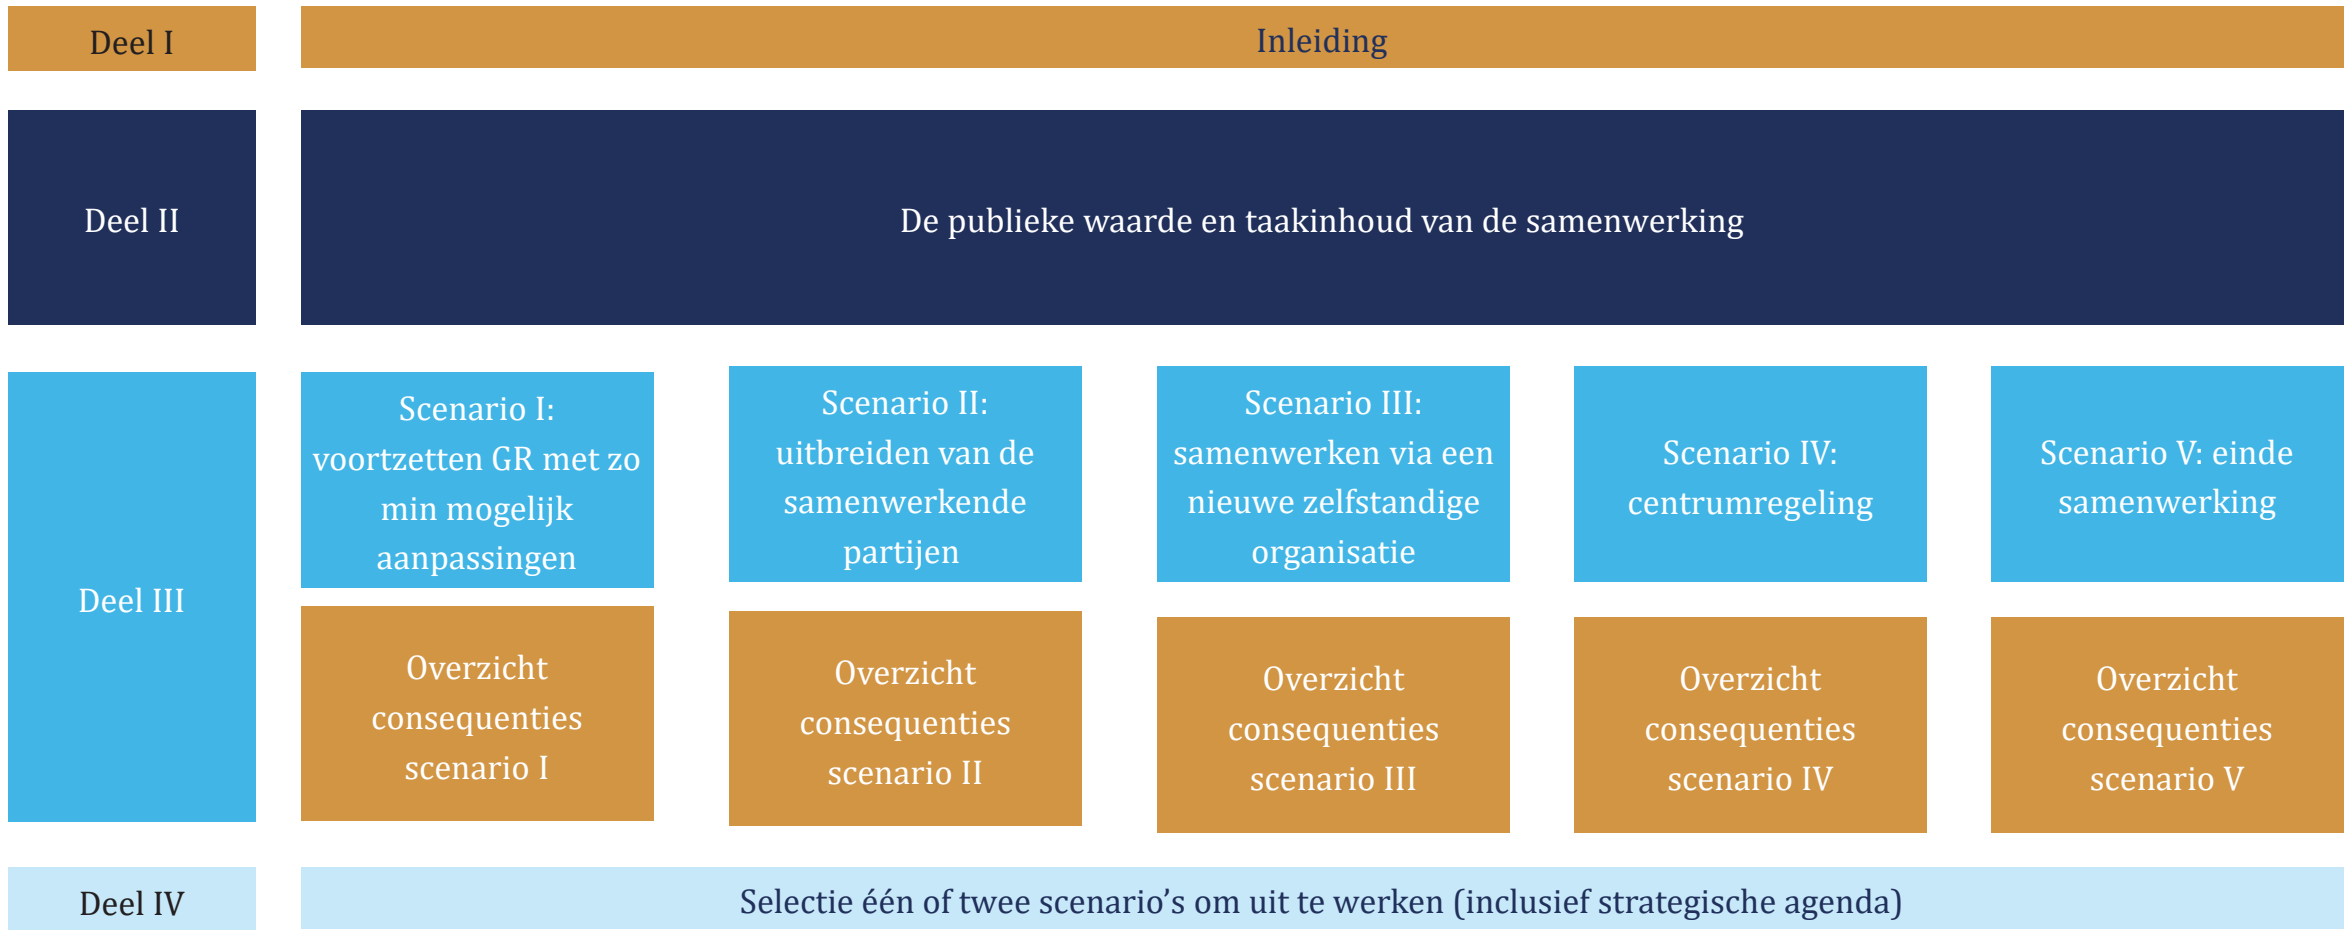 Deel I
Inleiding
Deel II
De publieke waarde en taakinhoud van de samenwerking
Deel III
Scenario I:
voortzetten GR met zo
min mogelijk
aanpassingen
Scenario II:
uitbreiden van de
samenwerkende
partijen
Scenario III:
samenwerken via een
nieuwe zelfstandige
organisatie
Scenario IV:
centrumregeling
Scenario V: einde
samenwerking
Overzicht
consequenties
scenario I
Overzicht
consequenties
scenario II
Overzicht
consequenties
scenario III
Overzicht
consequenties
scenario IV
Overzicht
consequenties
scenario V
Deel IV
Selectie één of twee scenario’s om uit te werken (inclusief strategische agenda)